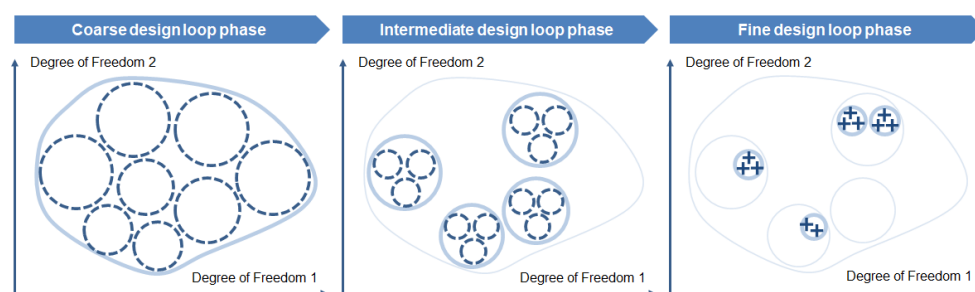 Coarse design loop phase
Intermediate design loop phase
Fine design loop phase
Degree of Freedom 2
Degree of Freedom 2
Degree of Freedom 2
Degree of Freedom 1
Degree of Freedom 1
Degree of Freedom 1